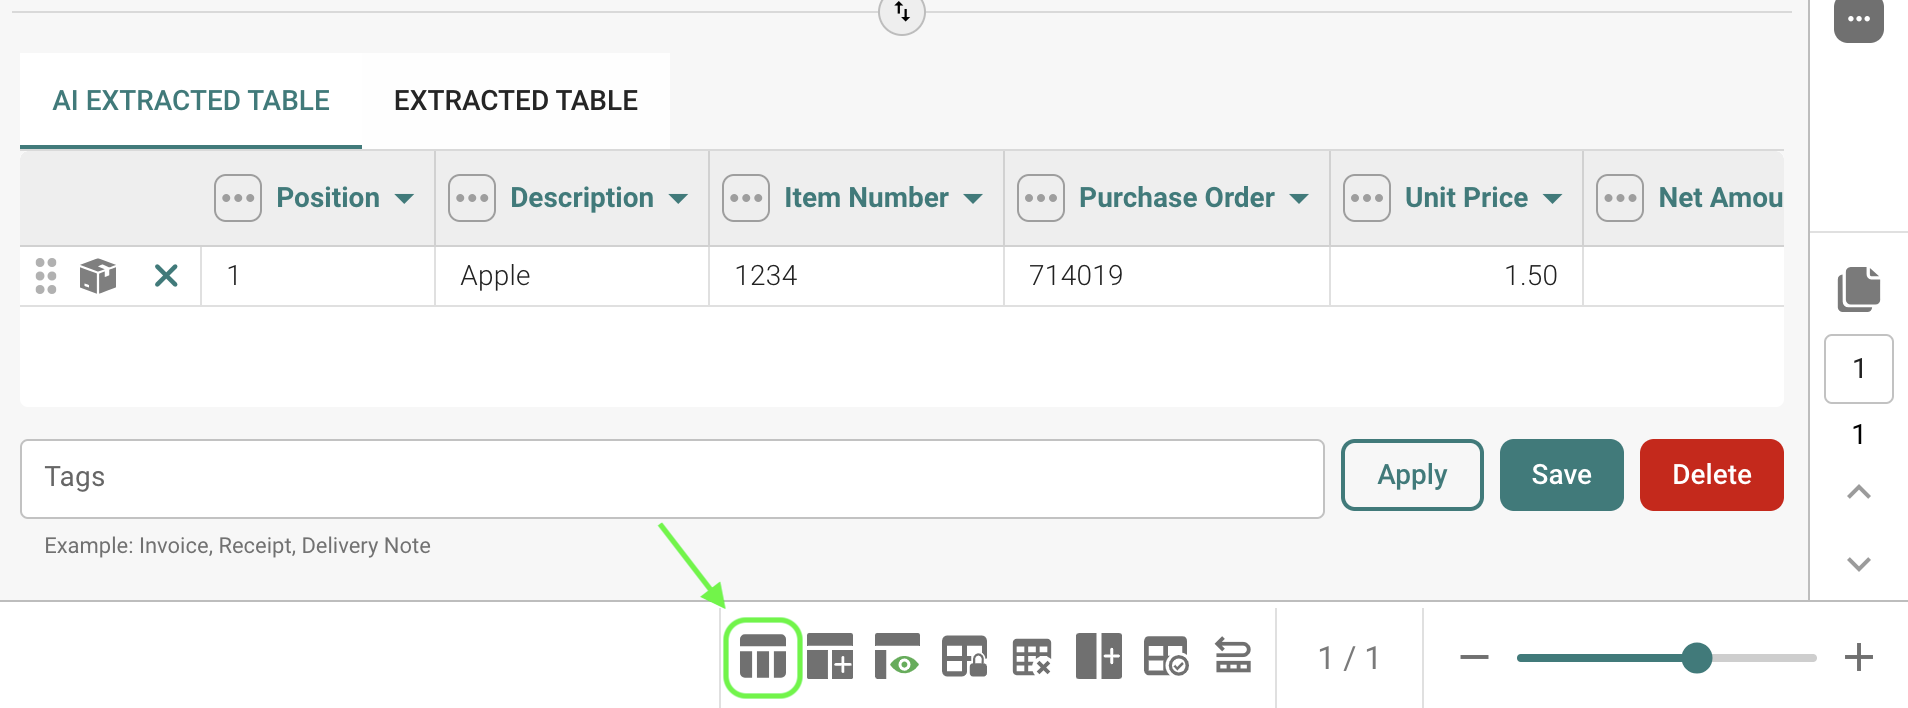 AI EXTRACTED TABLE EXTRACTED TABLE
Position Description Item Number Purchase Order Unit Price Net Amou
1 Apple 1234 714019 1.50
1
1
Tags Apply Save Delete
Example: Invoice, Receipt, Delivery Note
1 / 1